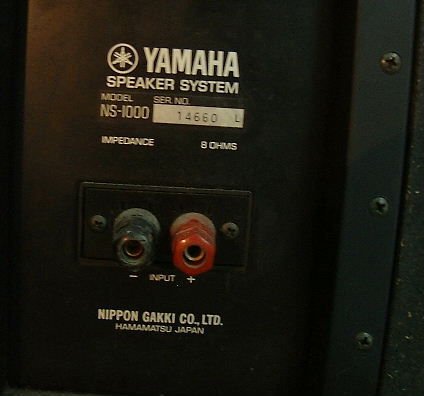 YAMAHA
SPEAKER SYSTEM
MODEL SER. NO.
NS-1000 14660 L
IMPEDANCE 8 OHMS
− INPUT +
NIPPON GAKKI CO., LTD.
HAMAMATSU JAPAN